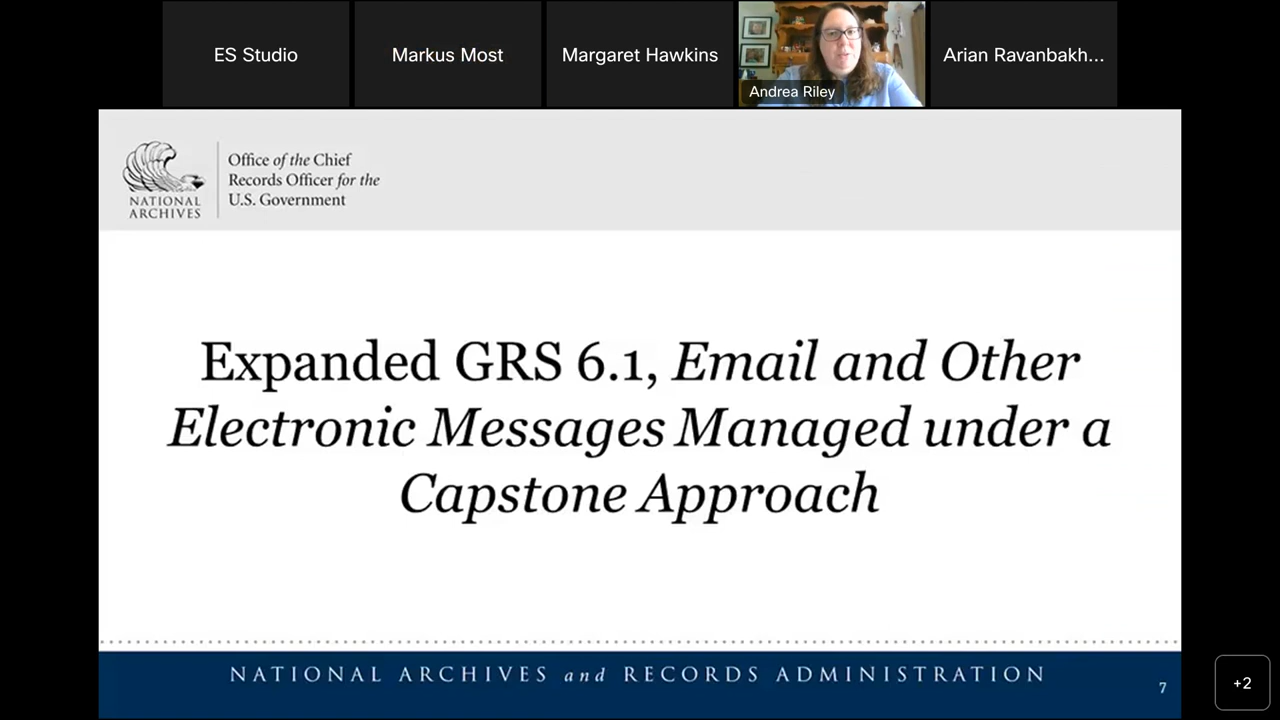 ES Studio
Markus Most
Margaret Hawkins
Andrea Riley
Arian Ravanbakh...
NATIONAL
ARCHIVES
Office of the Chief
Records Officer for the
U.S. Government
Expanded GRS 6.1, Email and Other
Electronic Messages Managed under a
Capstone Approach
NATIONAL ARCHIVES and RECORDS ADMINISTRATION
7
+2